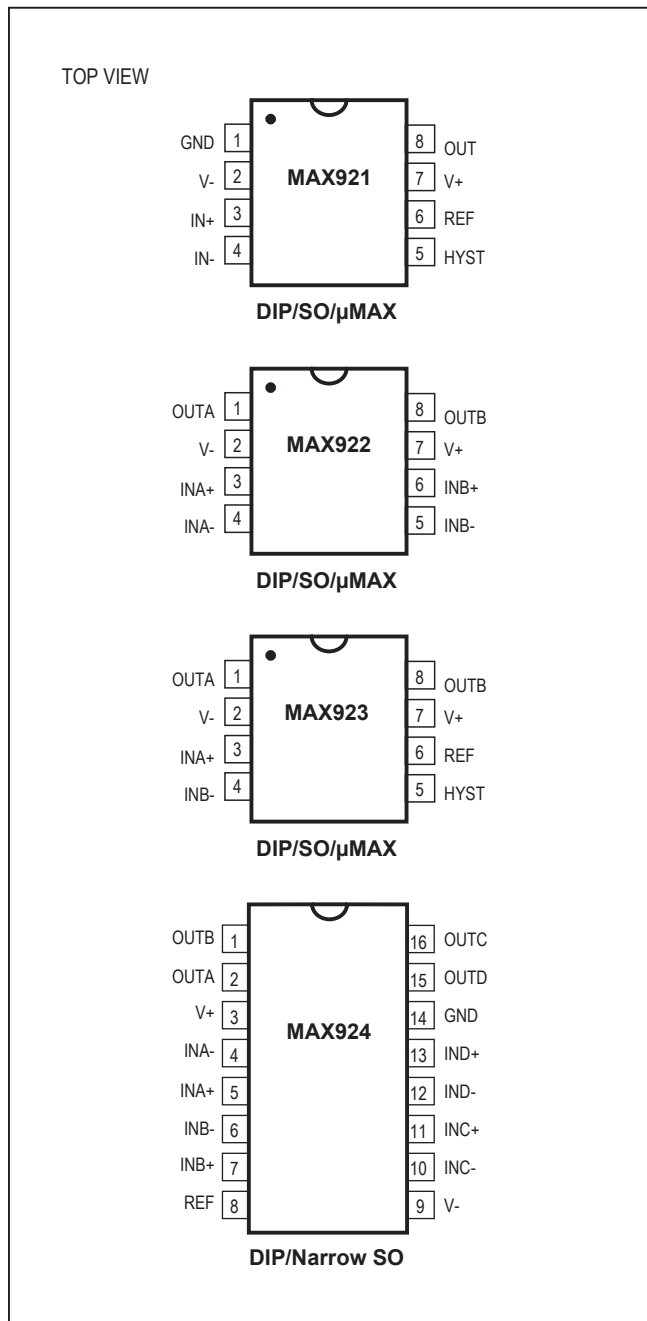 TOP VIEW
GND 1 8 OUT
V- 2 MAX921 7 V+
IN+ 3 6 REF
IN- 4 5 HYST
DIP/SO/µMAX
OUTA 1 8 OUTB
V- 2 MAX922 7 V+
INA+ 3 6 INB+
INA- 4 5 INB-
DIP/SO/µMAX
OUTA 1 8 OUTB
V- 2 MAX923 7 V+
INA+ 3 6 REF
INB- 4 5 HYST
DIP/SO/µMAX
OUTB 1 16 OUTC
OUTA 2 15 OUTD
V+ 3 14 GND
MAX924
INA- 4 13 IND+
INA+ 5 12 IND-
INB- 6 11 INC+
INB+ 7 10 INC-
REF 8 9 V-
DIP/Narrow SO